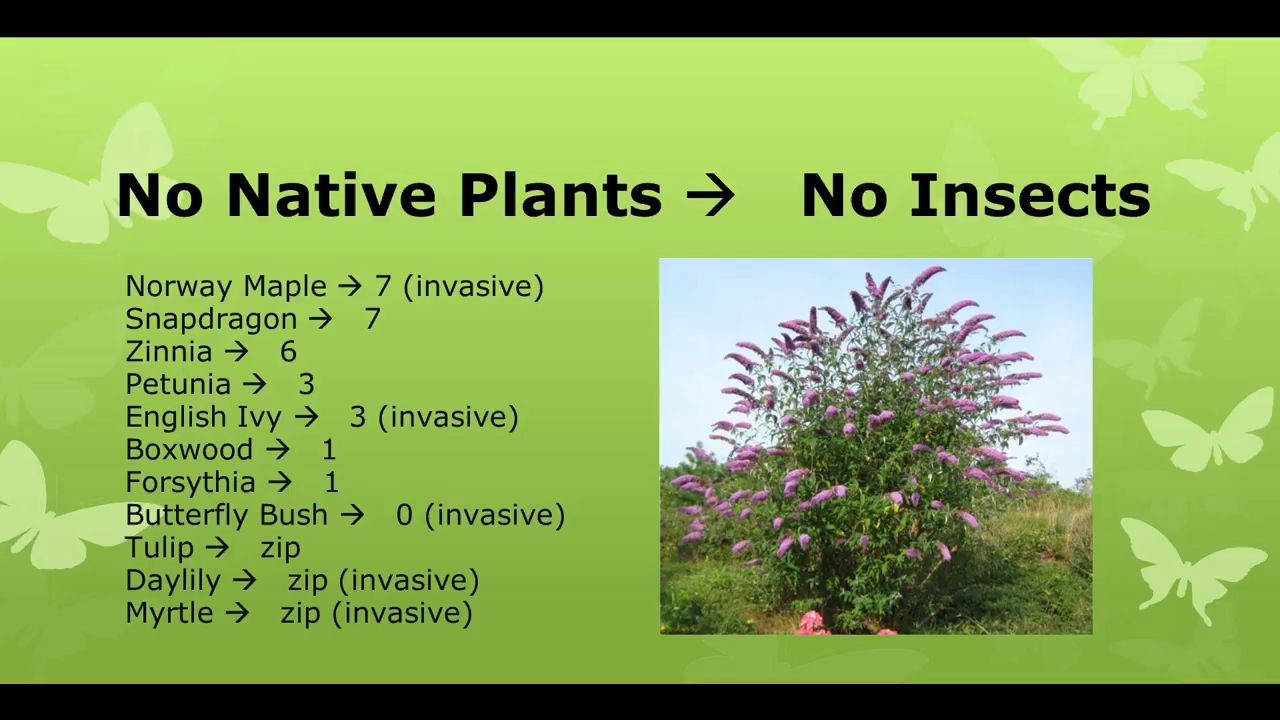 No Native Plants → No Insects
Norway Maple → 7 (invasive)
Snapdragon → 7
Zinnia → 6
Petunia → 3
English Ivy → 3 (invasive)
Boxwood → 1
Forsythia → 1
Butterfly Bush → 0 (invasive)
Tulip → zip
Daylily → zip (invasive)
Myrtle → zip (invasive)